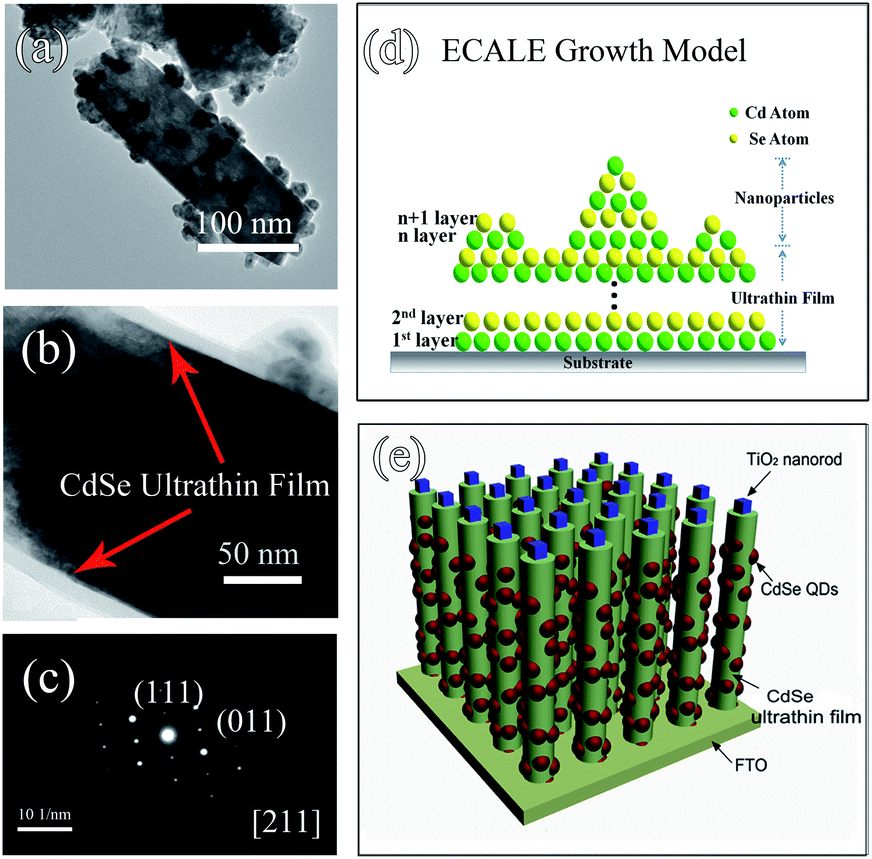 (a)
100 nm
(b)
CdSe Ultrathin Film
50 nm
(c)
(111)
(011)
10 1/nm
[211]
(d) ECALE Growth Model
Cd Atom
Se Atom
Nanoparticles
n+1 layer
n layer
Ultrathin Film
2nd layer
1st layer
Substrate
(e)
TiO2 nanorod
CdSe QDs
CdSe
ultrathin film
FTO